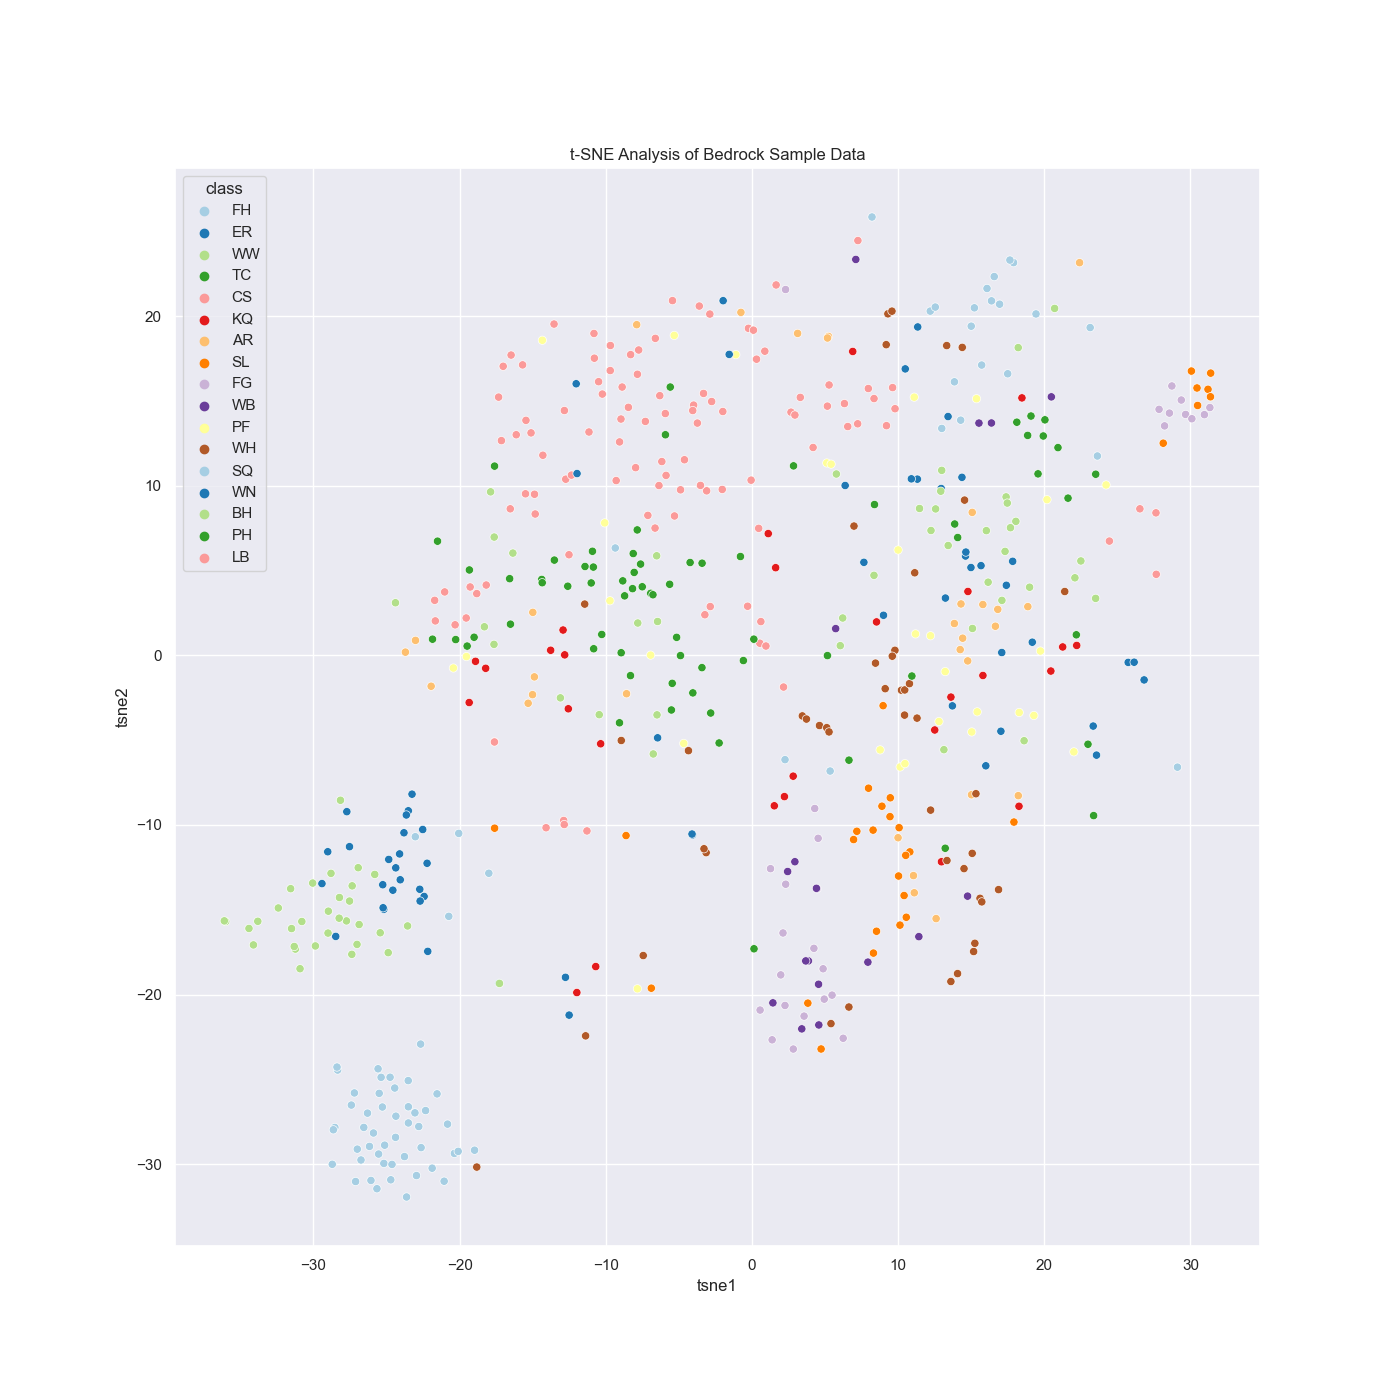 t-SNE Analysis of Bedrock Sample Data
class
FH
ER
WW
TC
CS
KQ
AR
SL
FG
WB
PF
WH
SQ
WN
BH
PH
LB
20
10
0
−10
−20
−30
tsne2
−30 −20 −10 0 10 20 30
tsne1